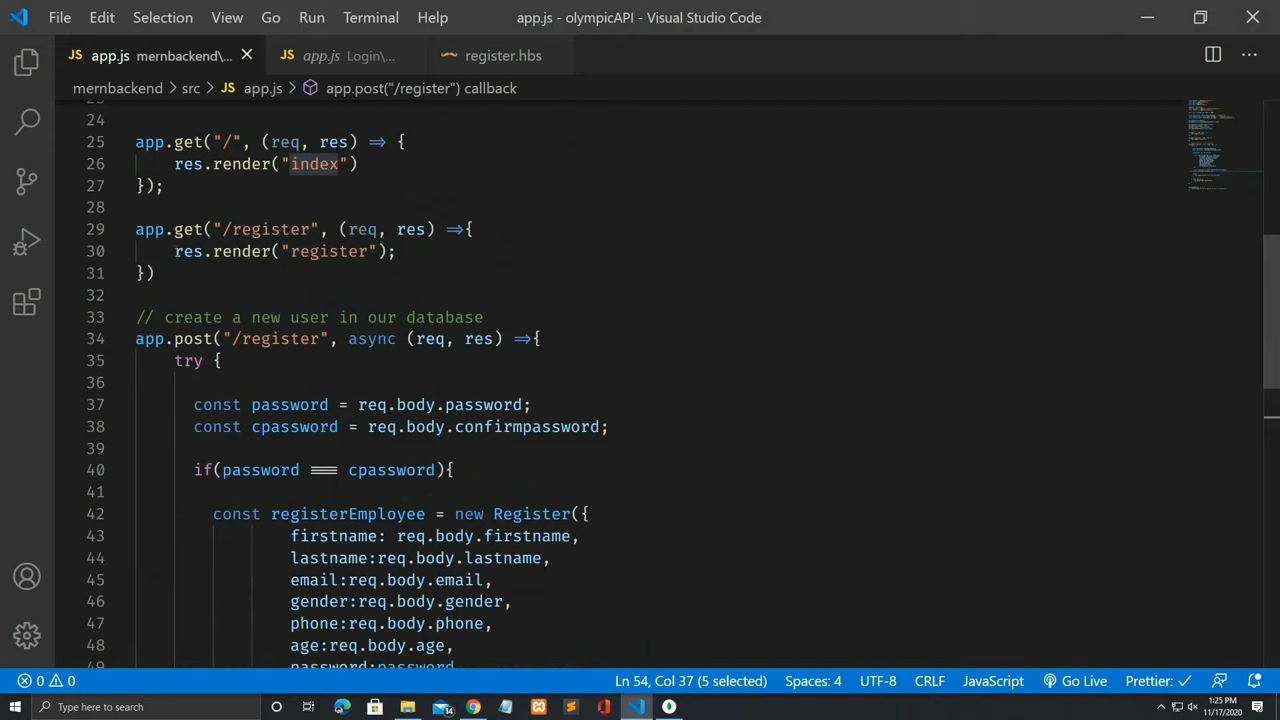 File Edit Selection View Go Run Terminal Help app.js - olympicAPI - Visual Studio Code
JS app.js mernbackend\... JS app.js Login\... register.hbs
mernbackend > src > JS app.js > app.post("/register") callback
24
25 app.get("/", (req, res) => {
26 res.render("index")
27 });
28
29 app.get("/register", (req, res) =>{
30 res.render("register");
31 })
32
33 // create a new user in our database
34 app.post("/register", async (req, res) =>{
35 try {
36
37 const password = req.body.password;
38 const cpassword = req.body.confirmpassword;
39
40 if(password === cpassword){
41
42 const registerEmployee = new Register({
43 firstname: req.body.firstname,
44 lastname:req.body.lastname,
45 email:req.body.email,
46 gender:req.body.gender,
47 phone:req.body.phone,
48 age:req.body.age,
49 password:password
0 0 Ln 54, Col 37 (5 selected) Spaces: 4 UTF-8 CRLF JavaScript Go Live Prettier: ✓
Type here to search 14 1:25 PM
11/17/2020